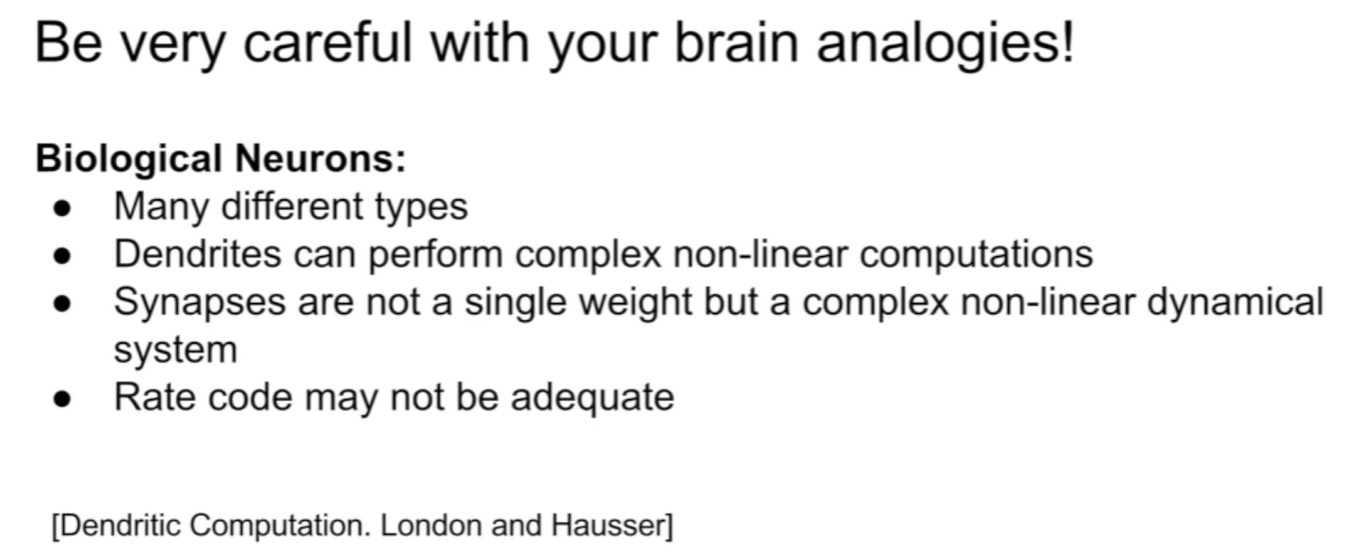 Be very careful with your brain analogies!
Biological Neurons:
● Many different types
● Dendrites can perform complex non-linear computations
● Synapses are not a single weight but a complex non-linear dynamical
system
● Rate code may not be adequate
[Dendritic Computation. London and Hausser]